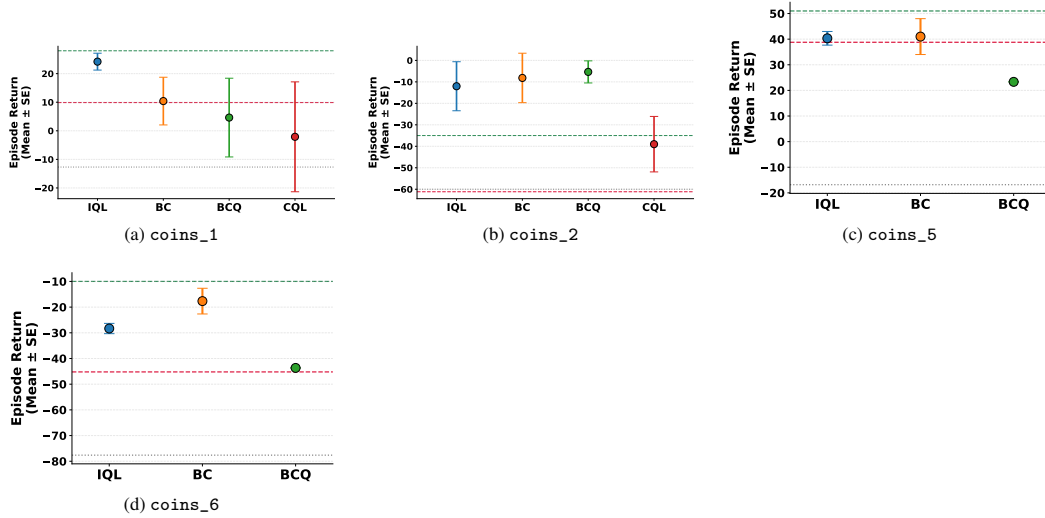 Episode Return
(Mean ± SE)
20
10
0
−10
−20
IQL BC BCQ CQL
(a) coins_1
Episode Return
(Mean ± SE)
0
−10
−20
−30
−40
−50
−60
IQL BC BCQ CQL
(b) coins_2
Episode Return
(Mean ± SE)
50
40
30
20
10
0
−10
−20
IQL BC BCQ
(c) coins_5
Episode Return
(Mean ± SE)
−10
−20
−30
−40
−50
−60
−70
−80
IQL BC BCQ
(d) coins_6